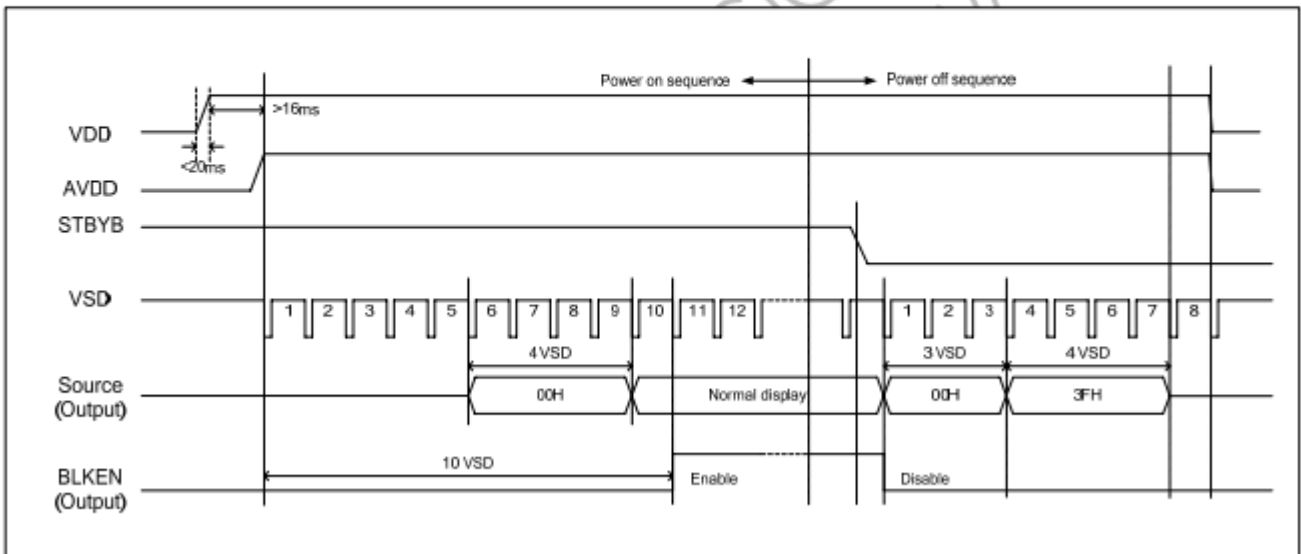 Power on sequence Power off sequence
>16ms
VDD
<20ms
AVDD
STBYB
VSD 1 2 3 4 5 6 7 8 9 10 11 12 1 2 3 4 5 6 7 8
4 VSD 3 VSD 4 VSD
Source
(Output)
00H Normal display 00H 3FH
10 VSD
BLKEN
(Output)
Enable Disable